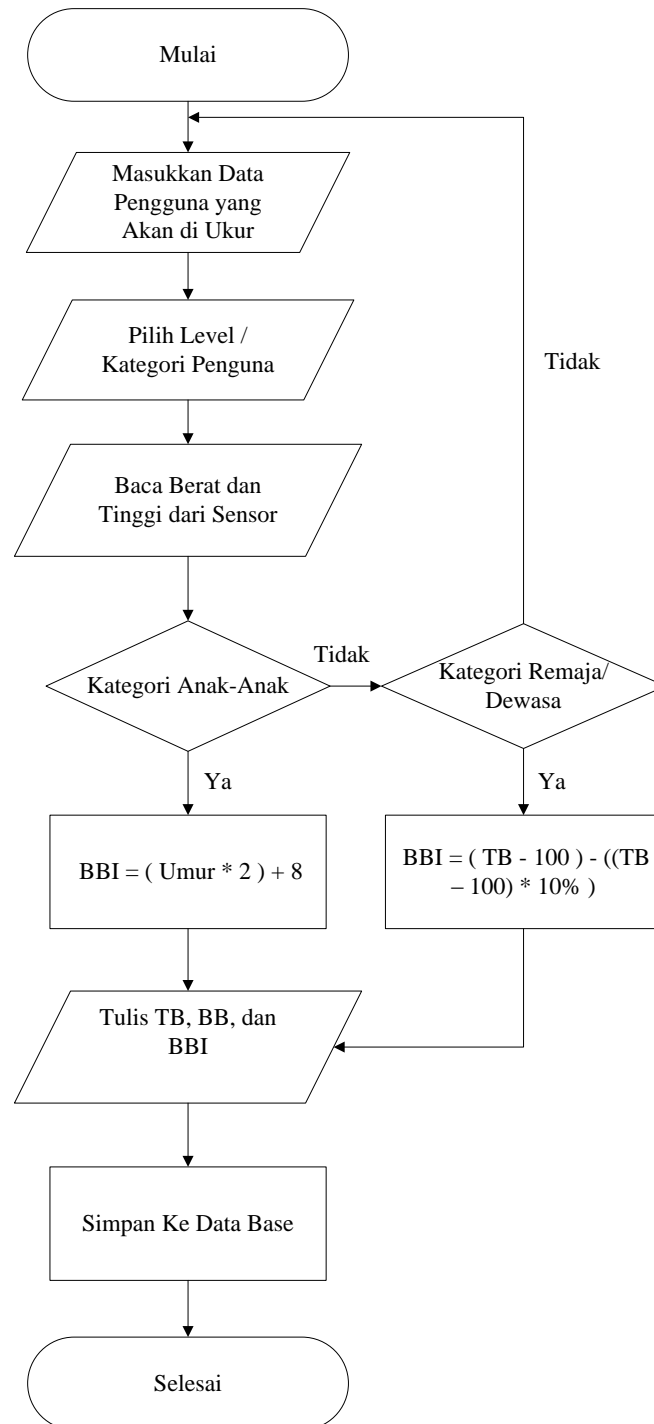 Mulai
Masukkan Data
Pengguna yang
Akan di Ukur
Pilih Level /
Kategori Penguna
Tidak
Baca Berat dan
Tinggi dari Sensor
Kategori Anak-Anak
Tidak
Kategori Remaja/
Dewasa
Ya
Ya
BBI = ( Umur * 2 ) + 8
BBI = ( TB - 100 ) - ((TB
– 100) * 10% )
Tulis TB, BB, dan
BBI
Simpan Ke Data Base
Selesai